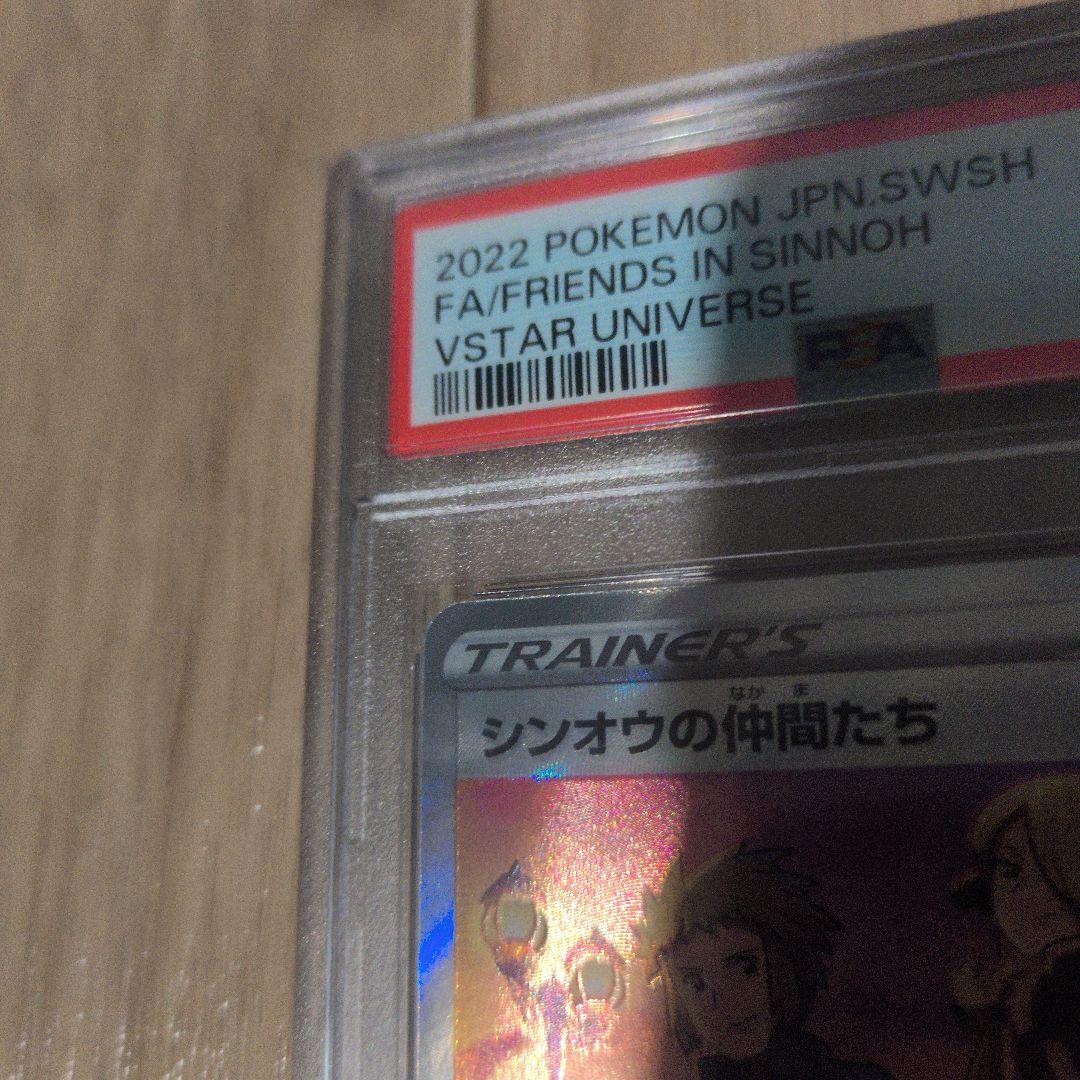 2022 POKEMON JPN.SWSH
FA/FRIENDS IN SINNOH
VSTAR UNIVERSE
PSA
TRAINER'S
なかま
シンオウの仲間たち